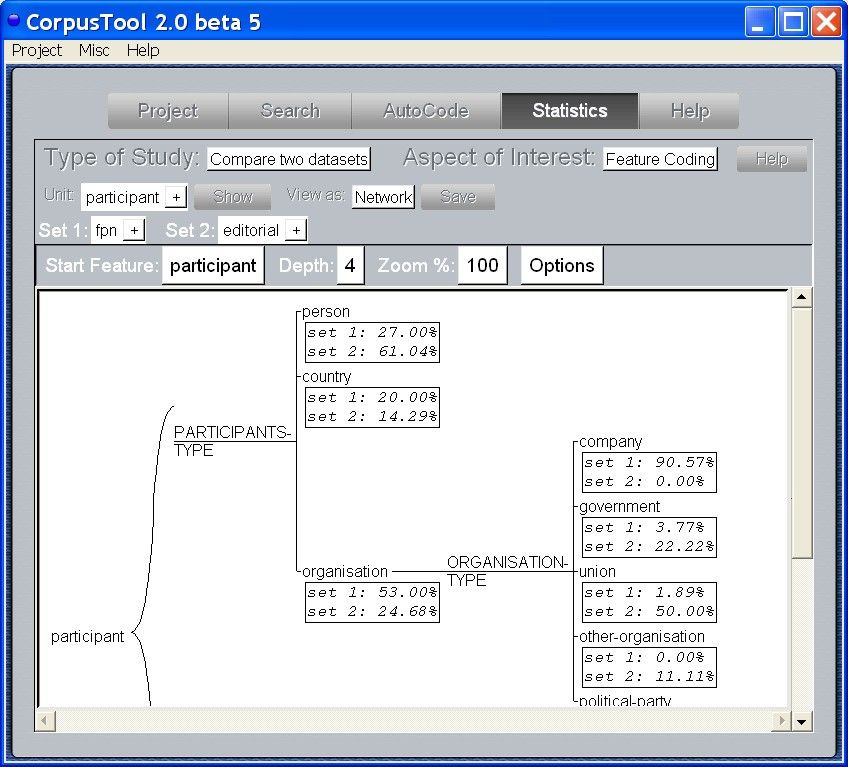 CorpusTool 2.0 beta 5
Project Misc Help
Project Search AutoCode Statistics Help
Type of Study: Compare two datasets Aspect of Interest: Feature Coding Help
Unit: participant + Show View as: Network Save
Set 1: fpn + Set 2: editorial +
Start Feature: participant Depth: 4 Zoom %: 100 Options
person
set 1: 27.00%
set 2: 61.04%
country
set 1: 20.00%
set 2: 14.29%
PARTICIPANTS-
TYPE
company
set 1: 90.57%
set 2: 0.00%
government
set 1: 3.77%
set 2: 22.22%
organisation
set 1: 53.00%
set 2: 24.68%
ORGANISATION-
TYPE
union
set 1: 1.89%
set 2: 50.00%
participant
other-organisation
set 1: 0.00%
set 2: 11.11%
political-party